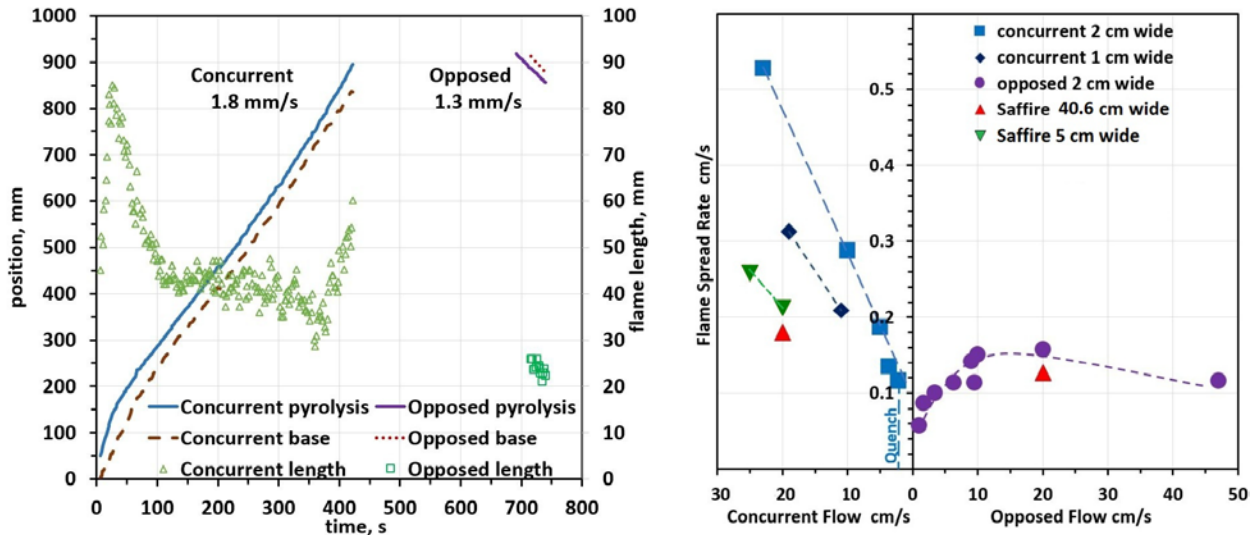 1000
900
800
700
600
500
400
300
200
100
0
position, mm
Concurrent
1.8 mm/s
Opposed
1.3 mm/s
Concurrent pyrolysis
Opposed pyrolysis
Concurrent base
Opposed base
Concurrent length
Opposed length
0 100 200 300 400 500 600 700 800
time, s
100
90
80
70
60
50
40
30
20
10
0
flame length, mm
concurrent 2 cm wide
concurrent 1 cm wide
opposed 2 cm wide
Saffire 40.6 cm wide
Saffire 5 cm wide
Flame Spread Rate cm/s
0.5
0.4
0.3
0.2
0.1
Quench
30 20 10 0 10 20 30 40 50
Concurrent Flow cm/s
Opposed Flow cm/s